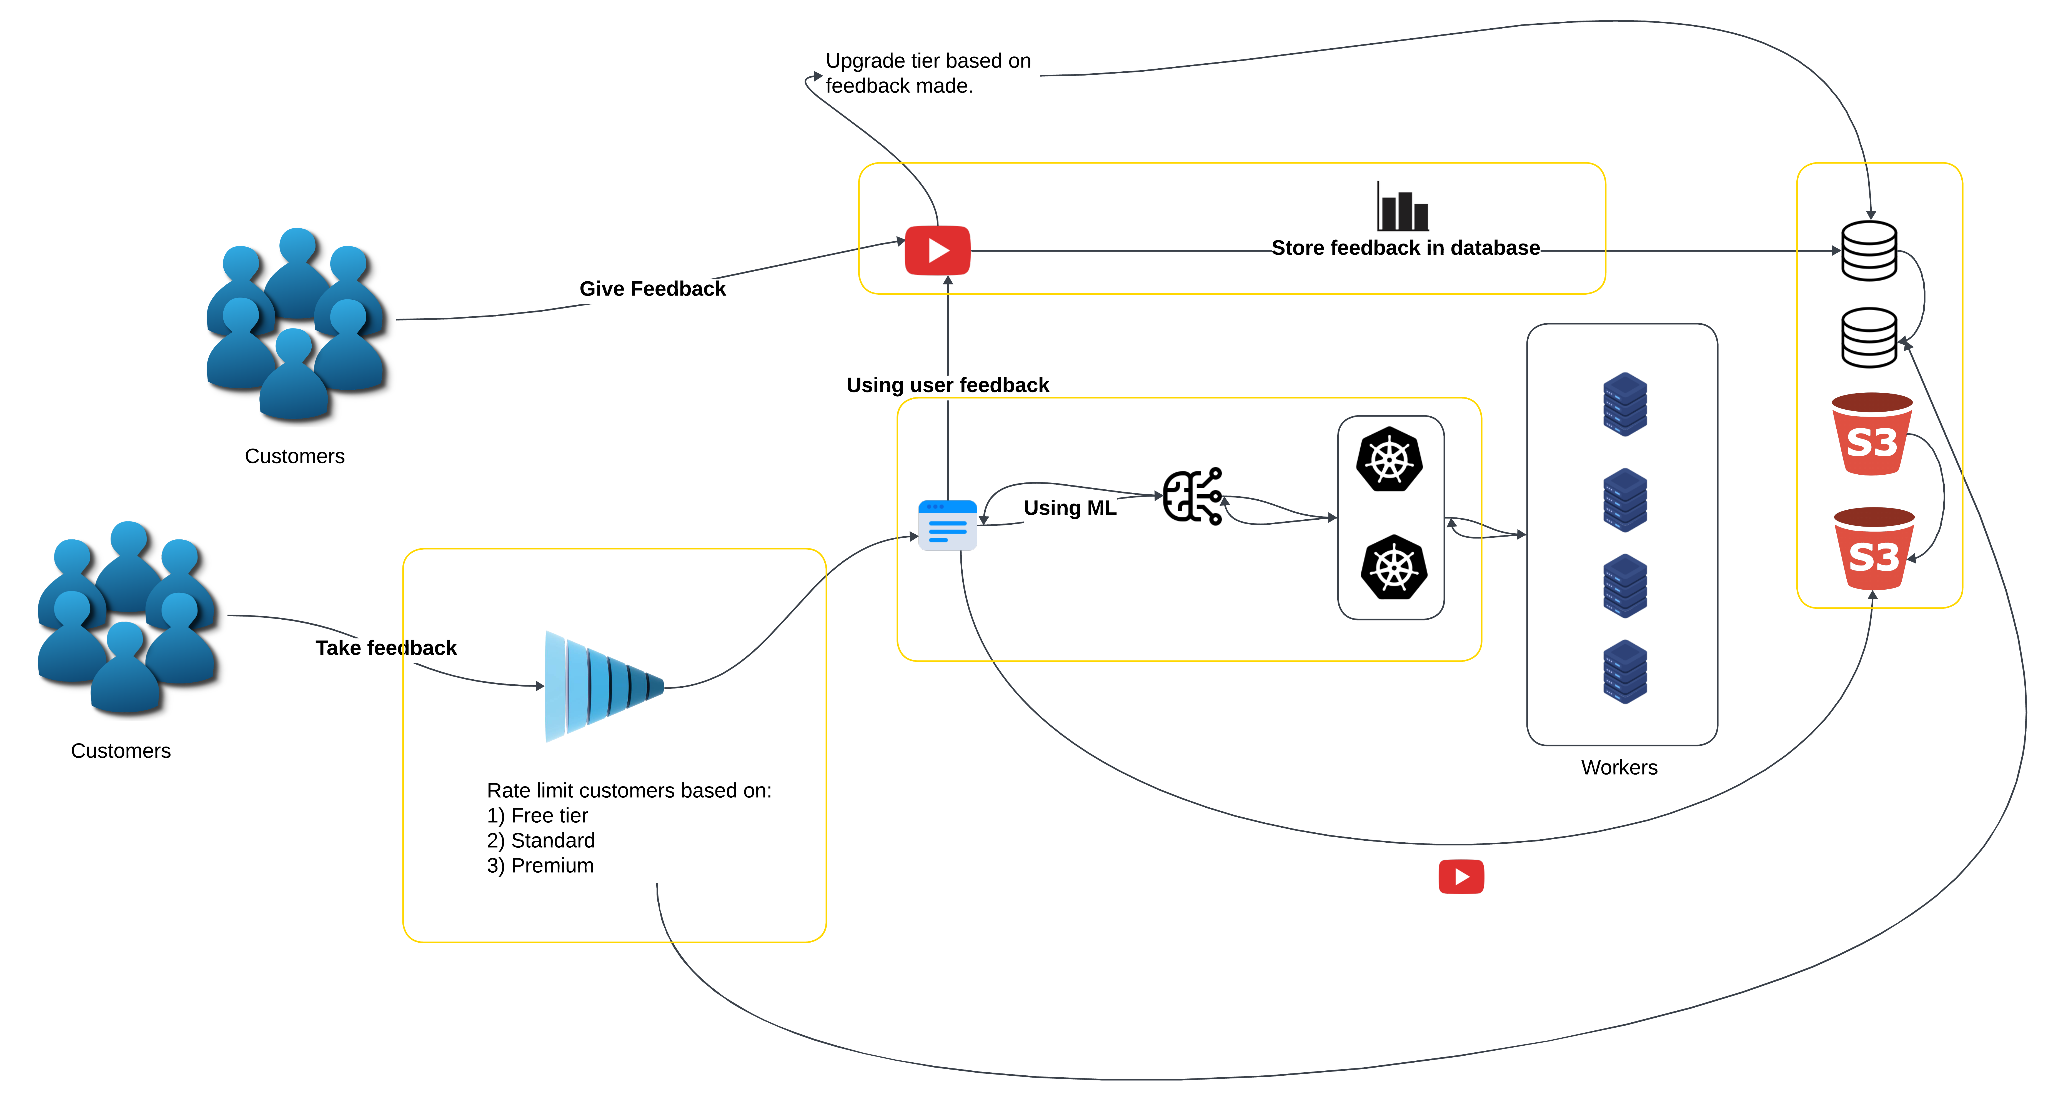 Upgrade tier based on
feedback made.
Store feedback in database
Give Feedback
Using user feedback
S3
Customers
Using ML
S3
Take feedback
Customers
Workers
Rate limit customers based on:
1) Free tier
2) Standard
3) Premium